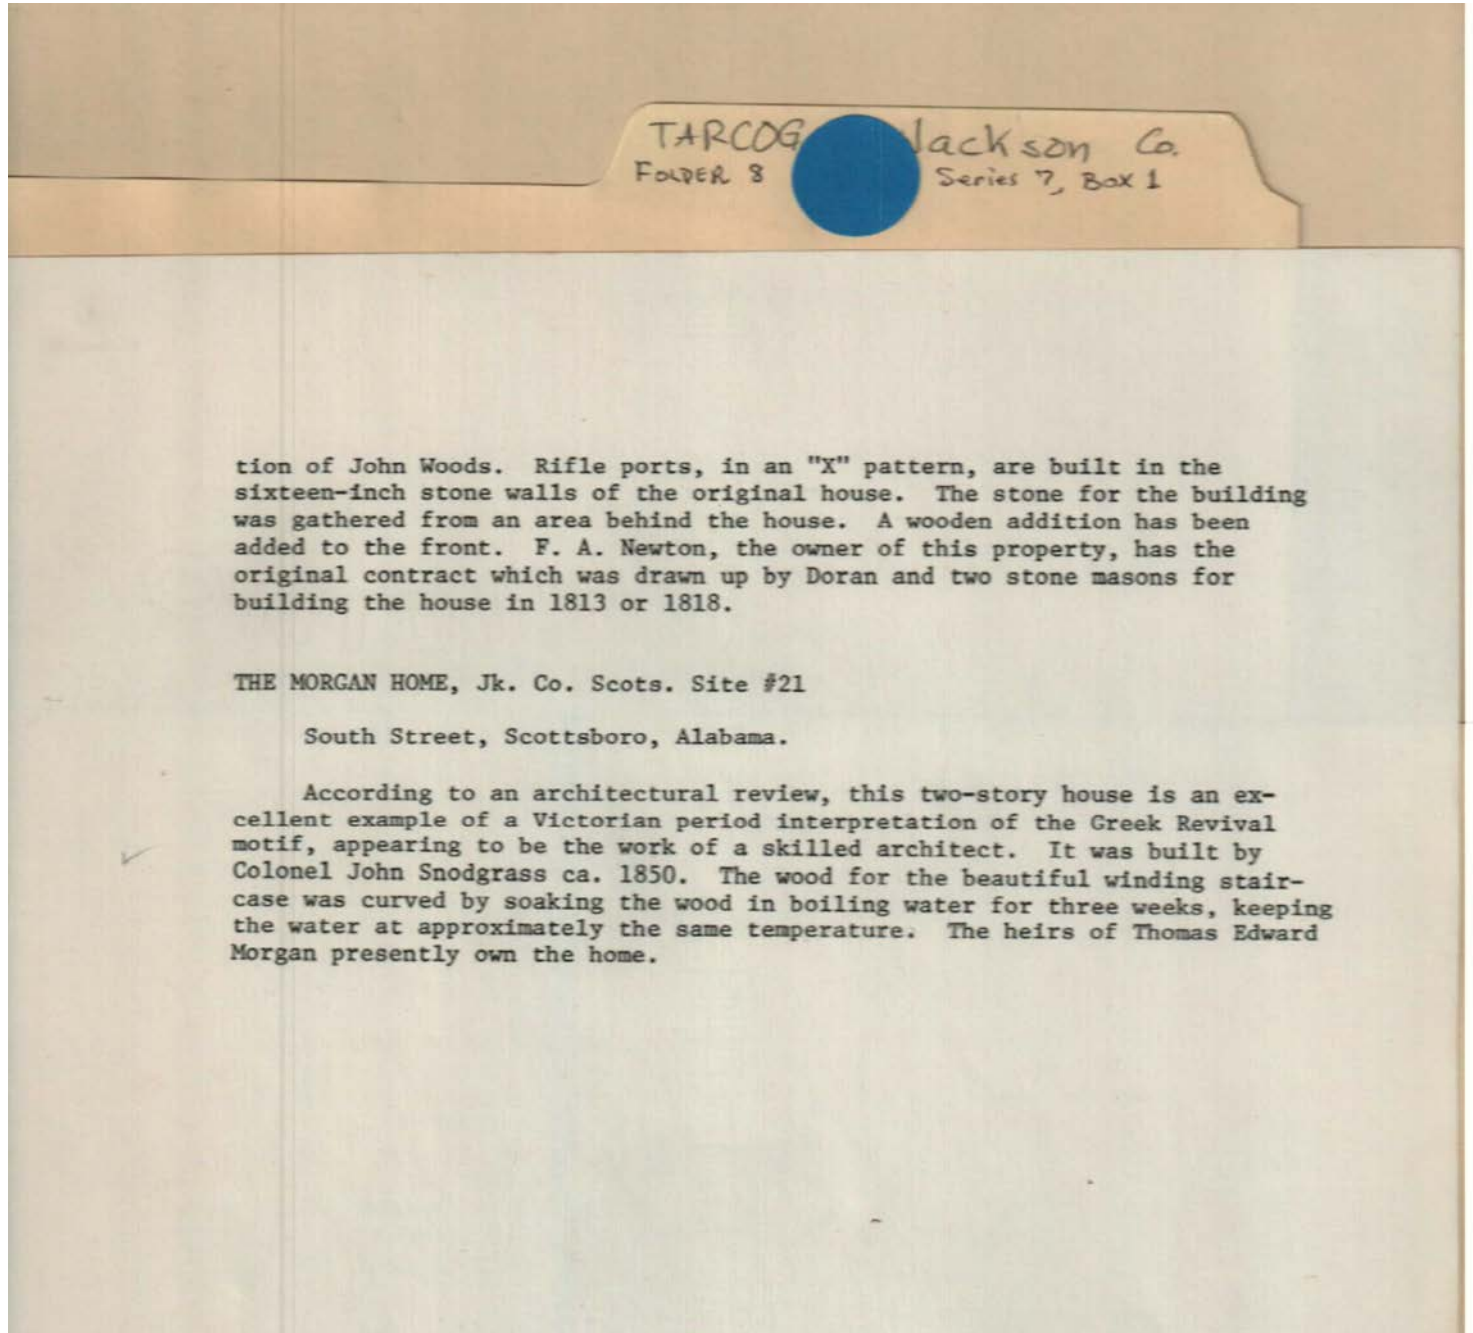 TARCOG Jackson Co.
FOLDER 8 Series 7, Box 1
tion of John Woods.  Rifle ports, in an "X" pattern, are built in the
sixteen-inch stone walls of the original house.  The stone for the building
was gathered from an area behind the house.  A wooden addition has been
added to the front.  F. A. Newton, the owner of this property, has the
original contract which was drawn up by Doran and two stone masons for
building the house in 1813 or 1818.
THE MORGAN HOME, Jk. Co. Scots. Site #21
South Street, Scottsboro, Alabama.
According to an architectural review, this two-story house is an ex-
cellent example of a Victorian period interpretation of the Greek Revival
motif, appearing to be the work of a skilled architect.  It was built by
Colonel John Snodgrass ca. 1850.  The wood for the beautiful winding stair-
case was curved by soaking the wood in boiling water for three weeks, keeping
the water at approximately the same temperature.  The heirs of Thomas Edward
Morgan presently own the home.